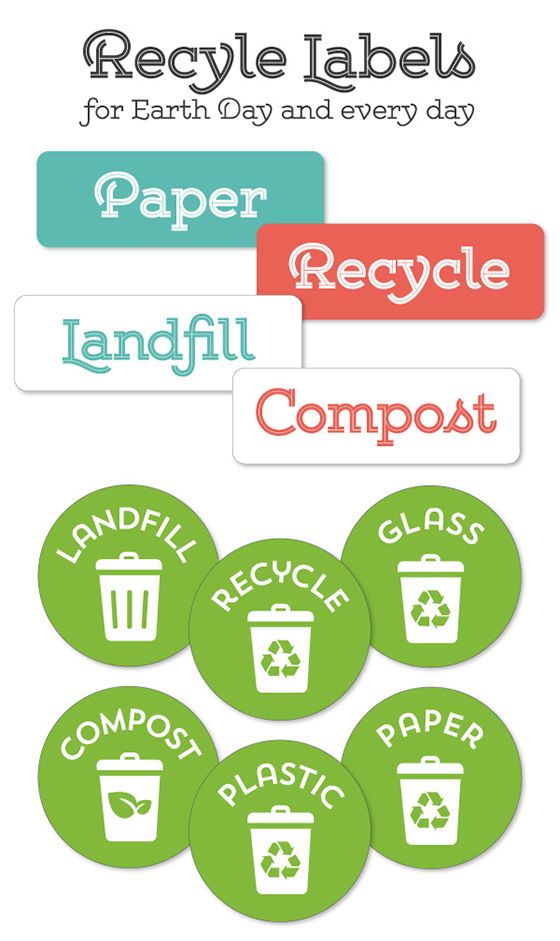 Recyle Labels
for Earth Day and every day
Paper
Recycle
Landfill
Compost
LANDFILL
RECYCLE
GLASS
COMPOST
PLASTIC
PAPER